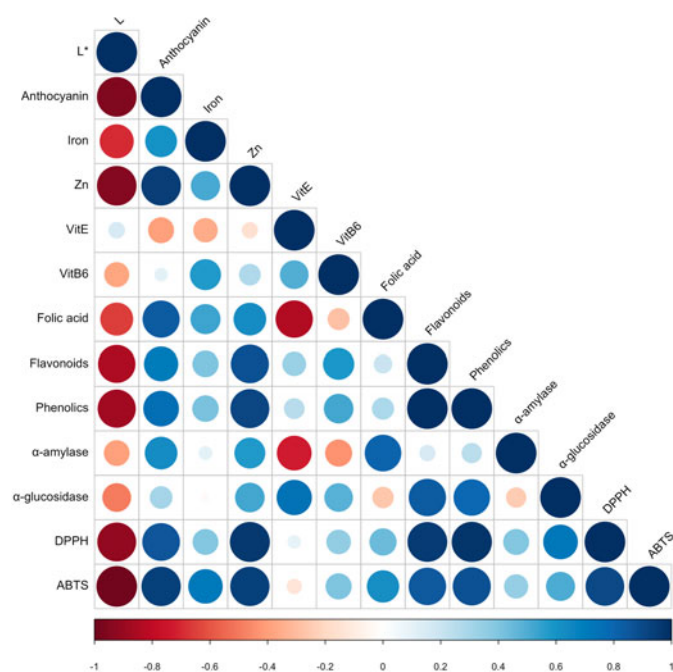 L
L*
Anthocyanin
Anthocyanin
Iron
Iron
Zn
Zn
VitE
VitE
VitB6
VitB6
Folic acid
Folic acid
Flavonoids
Flavonoids
Phenolics
Phenolics
α-amylase
α-amylase
α-glucosidase
α-glucosidase
DPPH
DPPH
ABTS
ABTS
-1 -0.8 -0.6 -0.4 -0.2 0 0.2 0.4 0.6 0.8 1